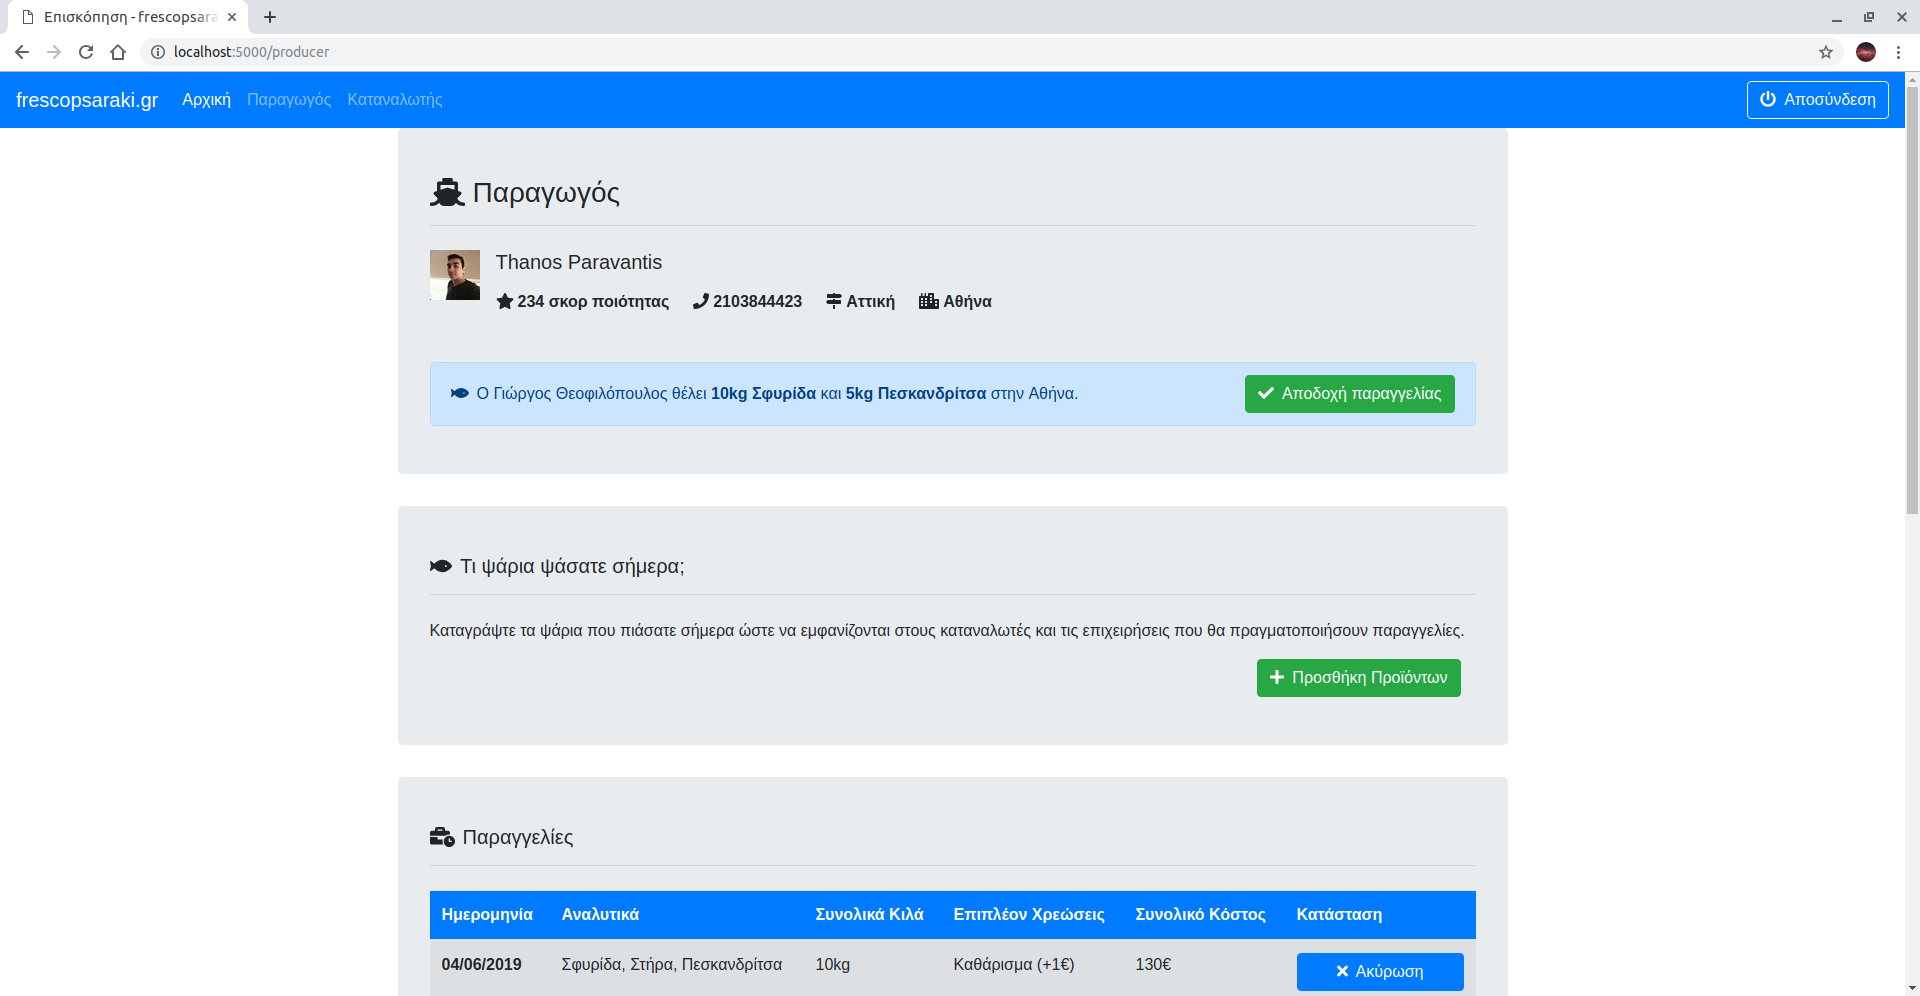 Επισκόπηση - frescopsara
localhost:5000/producer
frescopsaraki.gr Αρχική Παραγωγός Καταναλωτής Αποσύνδεση
Παραγωγός
Thanos Paravantis
234 σκορ ποιότητας 2103844423 Αττική Αθήνα
Ο Γιώργος Θεοφιλόπουλος θέλει 10kg Σφυρίδα και 5kg Πεσκανδρίτσα στην Αθήνα. Αποδοχή παραγγελίας
Τι ψάρια ψάσατε σήμερα;
Καταγράψτε τα ψάρια που πιάσατε σήμερα ώστε να εμφανίζονται στους καταναλωτές και τις επιχειρήσεις που θα πραγματοποιήσουν παραγγελίες.
Προσθήκη Προϊόντων
Παραγγελίες
Ημερομηνία Αναλυτικά Συνολικά Κιλά Επιπλέον Χρεώσεις Συνολικό Κόστος Κατάσταση
04/06/2019 Σφυρίδα, Στήρα, Πεσκανδρίτσα 10kg Καθάρισμα (+1€) 130€ Ακύρωση